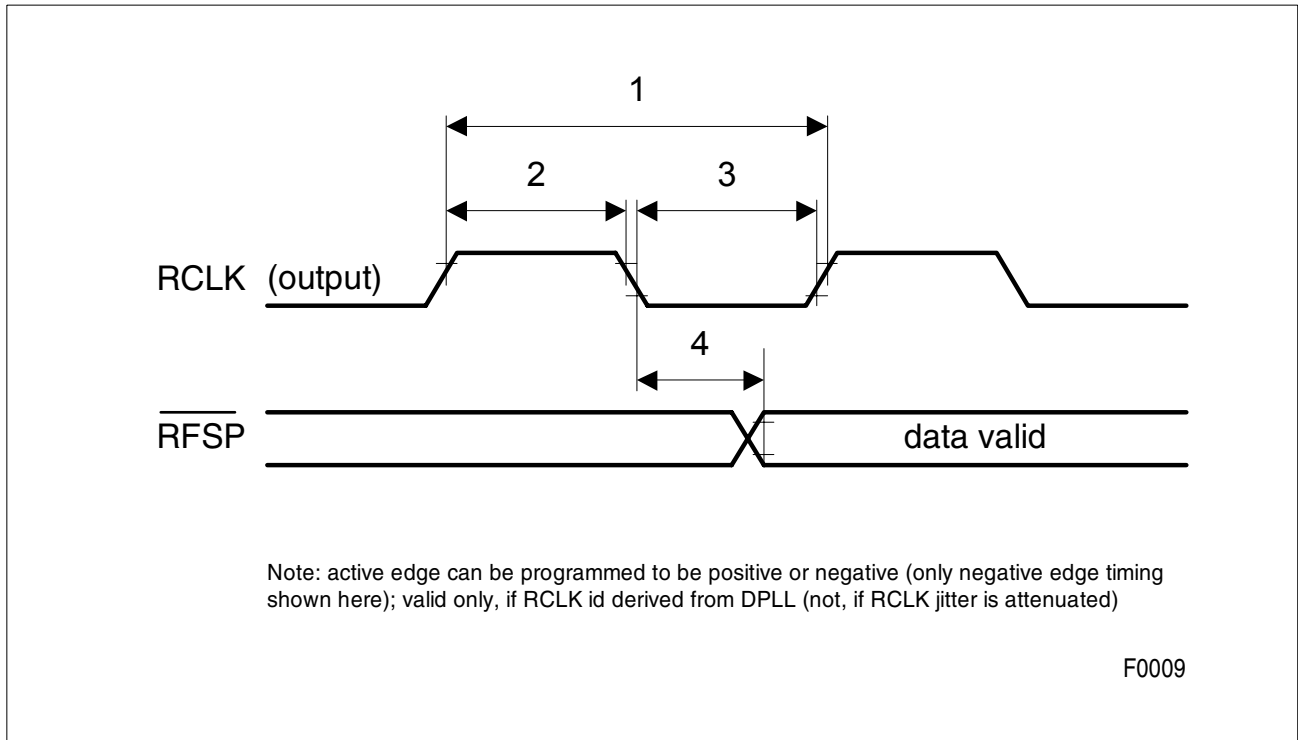 1
2 3
RCLK (output)
4
RFSP data valid
Note: active edge can be programmed to be positive or negative (only negative edge timing
shown here); valid only, if RCLK id derived from DPLL (not, if RCLK jitter is attenuated)
F0009